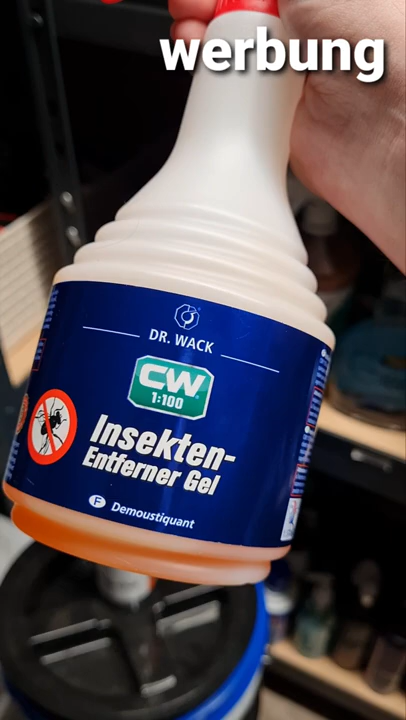 werbung
DR. WACK
CW
1:100
Insekten-
Entferner Gel
F Demoustiquant